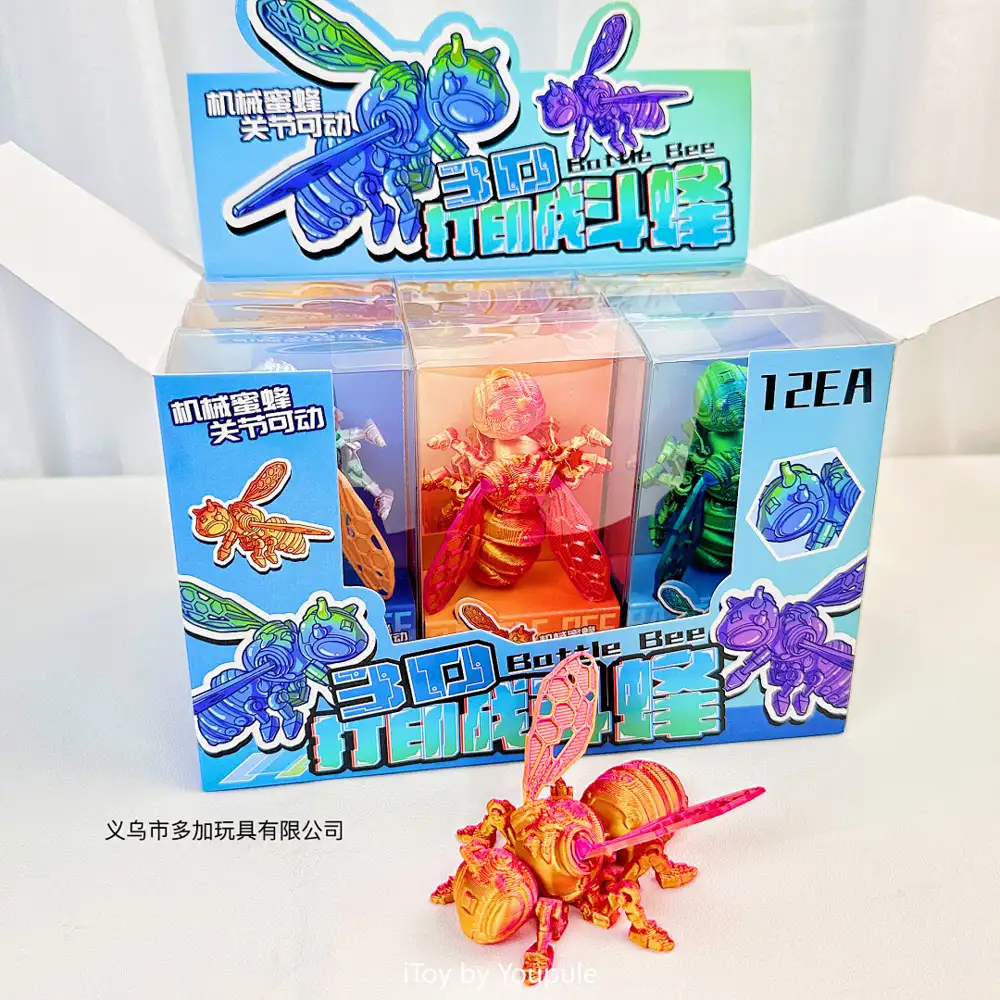 机械蜜蜂
关节可动
Battle Bee
3D
打印战斗蜂
机械蜜蜂
关节可动
12EA
Battle Bee
3D
打印战斗蜂
义乌市多加玩具有限公司
iToy by Youpule